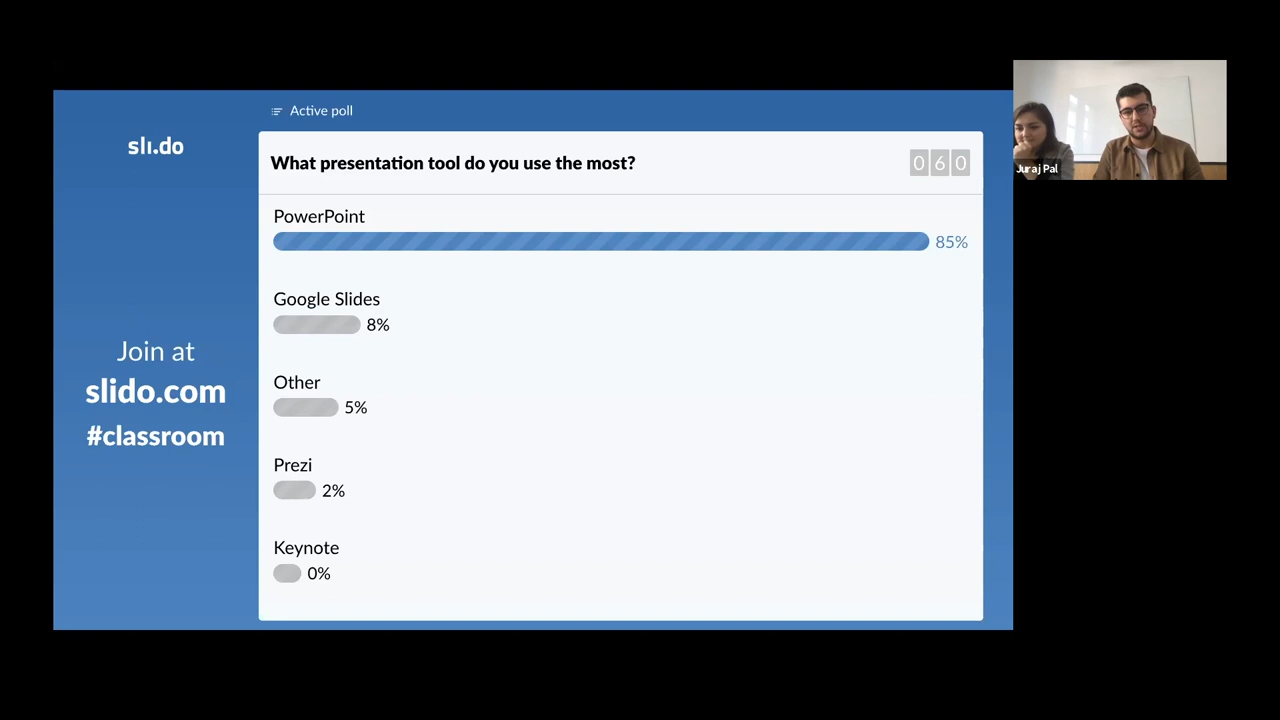 Active poll
sli.do
What presentation tool do you use the most?
060
PowerPoint
85%
Google Slides
8%
Other
5%
Prezi
2%
Keynote
0%
Join at
slido.com
#classroom
Juraj Pal